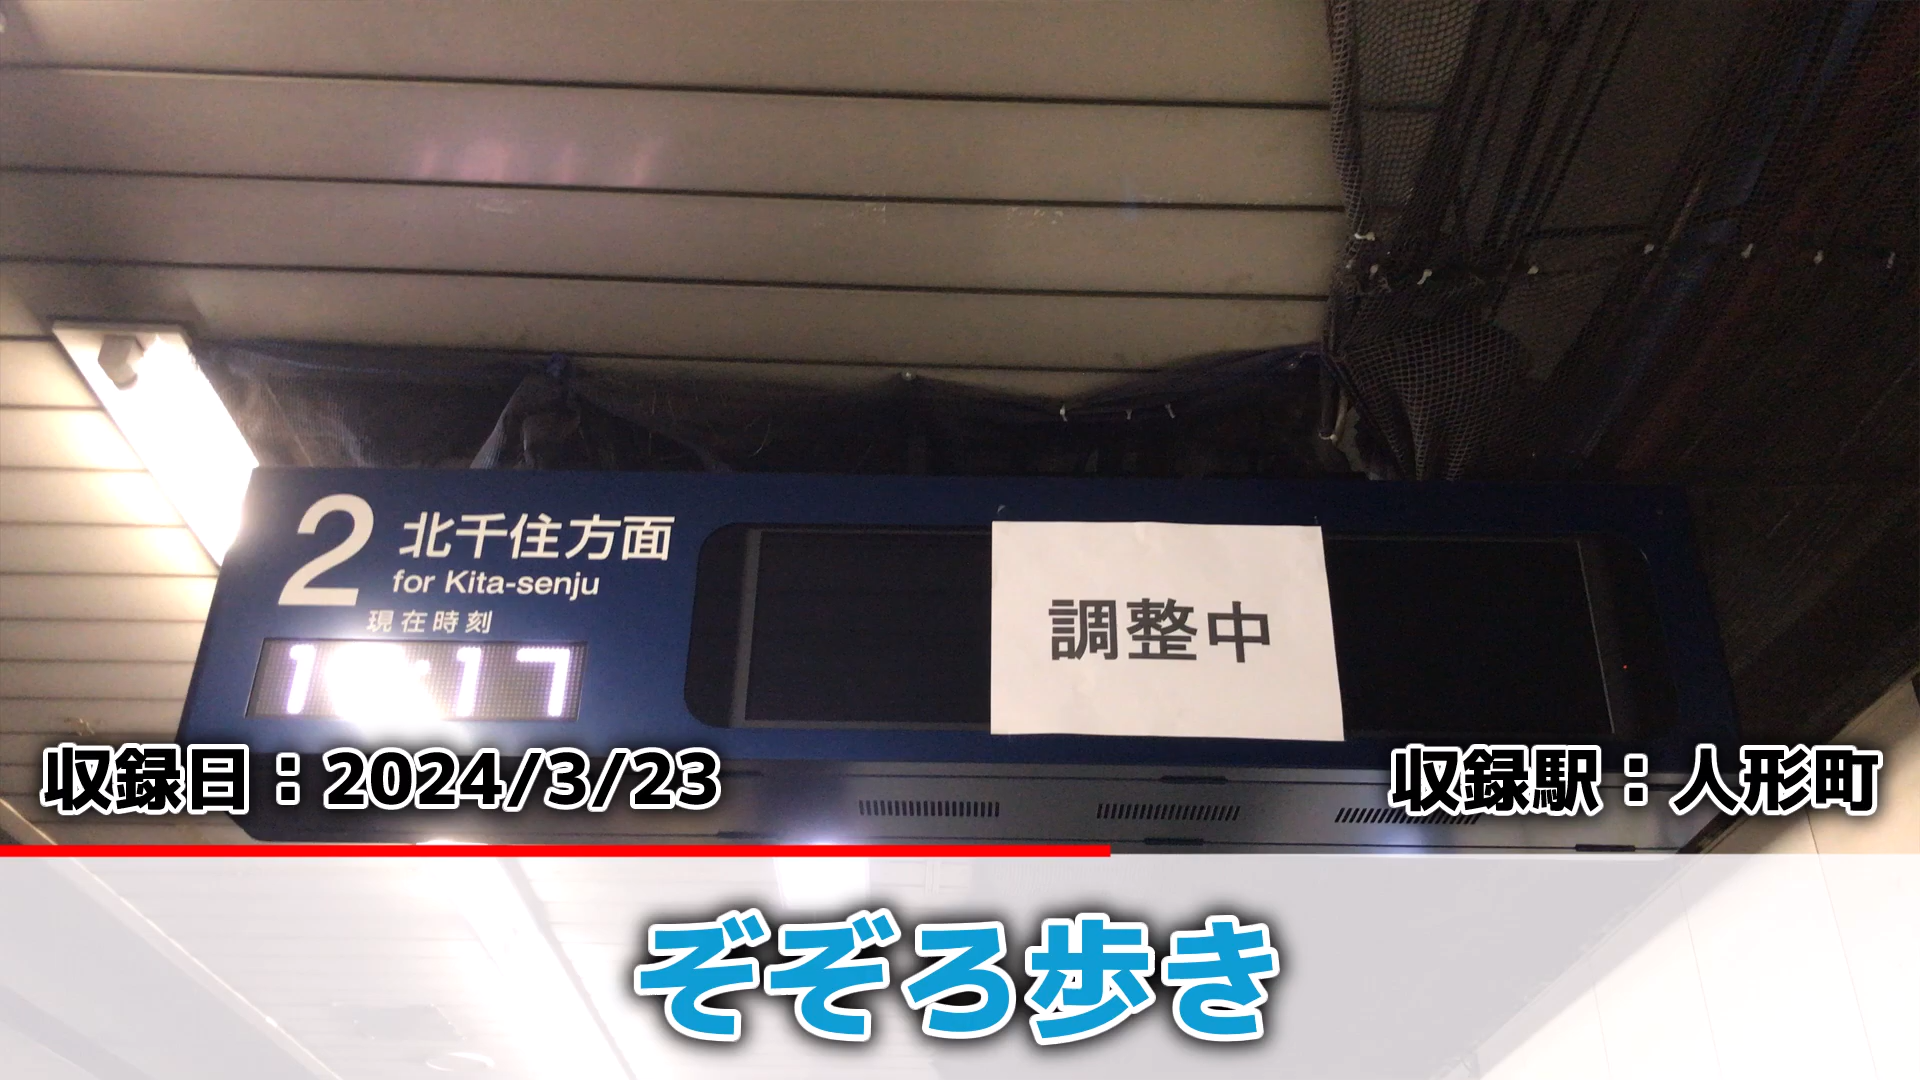 2 北千住方面
for Kita-senju
現在時刻
調整中
収録日：2024/3/23
収録駅：人形町
ぞぞろ歩き